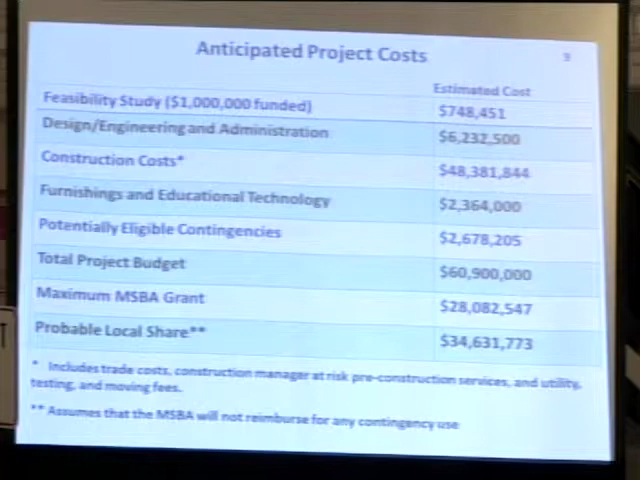 Anticipated Project Costs 9
Estimated Cost
Feasibility Study ($1,000,000 funded) $748,451
Design/Engineering and Administration $6,232,500
Construction Costs* $48,381,844
Furnishings and Educational Technology $2,364,000
Potentially Eligible Contingencies $2,678,205
Total Project Budget $60,900,000
Maximum MSBA Grant $28,082,547
Probable Local Share** $34,631,773
* Includes trade costs, construction manager at risk pre-construction services, and utility,
testing, and moving fees.
** Assumes that the MSBA will not reimburse for any contingency use
T